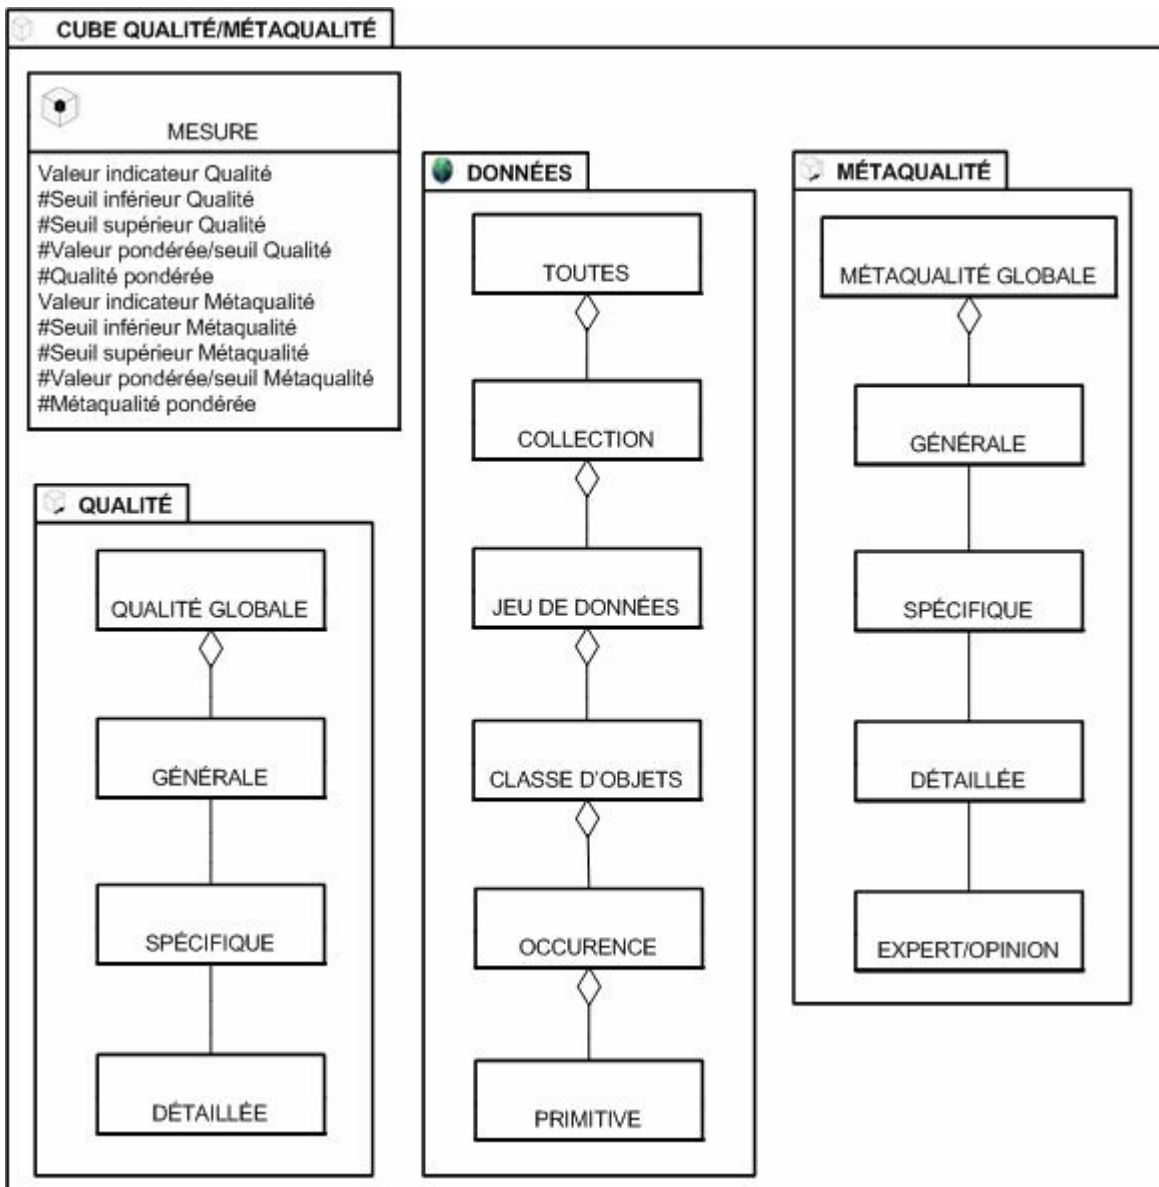 CUBE QUALITÉ/MÉTAQUALITÉ
MESURE
Valeur indicateur Qualité
#Seuil inférieur Qualité
#Seuil supérieur Qualité
#Valeur pondérée/seuil Qualité
#Qualité pondérée
Valeur indicateur Métaqualité
#Seuil inférieur Métaqualité
#Seuil supérieur Métaqualité
#Valeur pondérée/seuil Métaqualité
#Métaqualité pondérée
QUALITÉ
QUALITÉ GLOBALE
GÉNÉRALE
SPÉCIFIQUE
DÉTAILLÉE
DONNÉES
TOUTES
COLLECTION
JEU DE DONNÉES
CLASSE D'OBJETS
OCCURENCE
PRIMITIVE
MÉTAQUALITÉ
MÉTAQUALITÉ GLOBALE
GÉNÉRALE
SPÉCIFIQUE
DÉTAILLÉE
EXPERT/OPINION